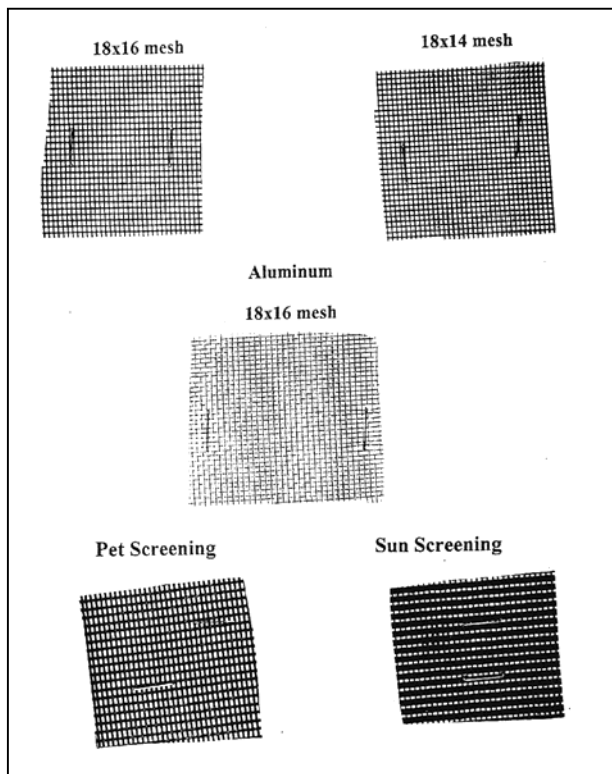 18x16 mesh
18x14 mesh
Aluminum
18x16 mesh
Pet Screening
Sun Screening